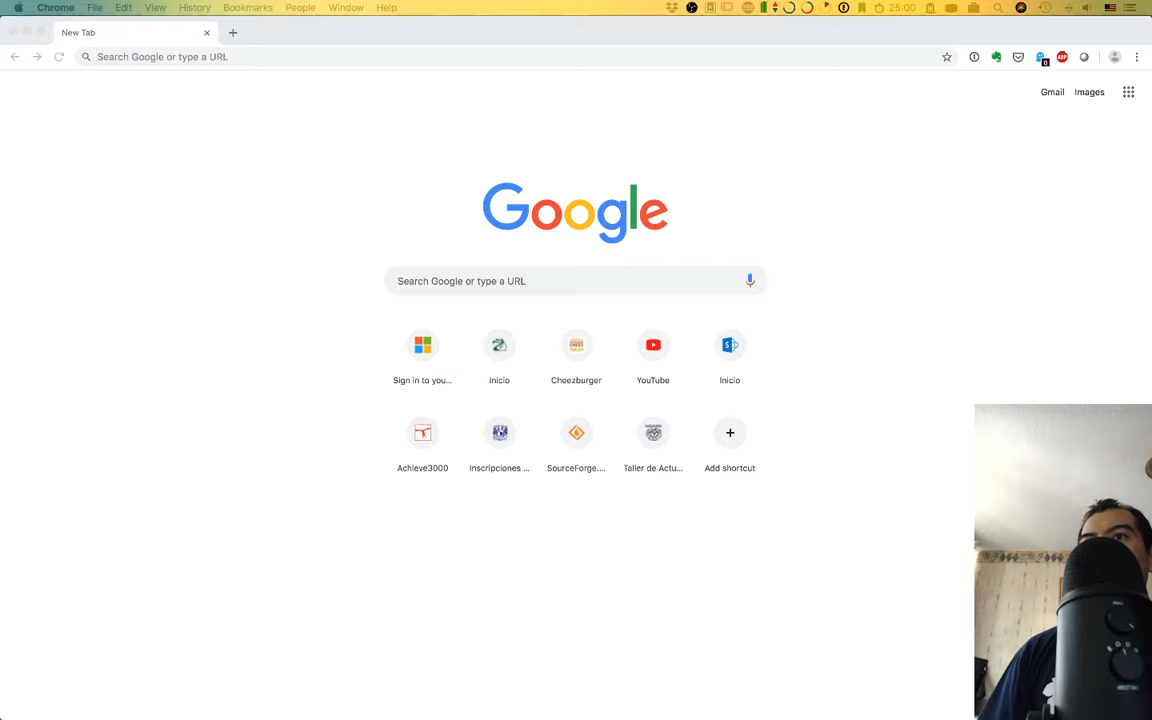 Chrome File Edit View History Bookmarks People Window Help 25:00
New Tab
Search Google or type a URL
0 ABP
Gmail Images
Google
Search Google or type a URL
Sign in to you... Inicio Cheezburger YouTube Inicio
Achieve3000 Inscripciones ... SourceForge.... Taller de Actu... Add shortcut